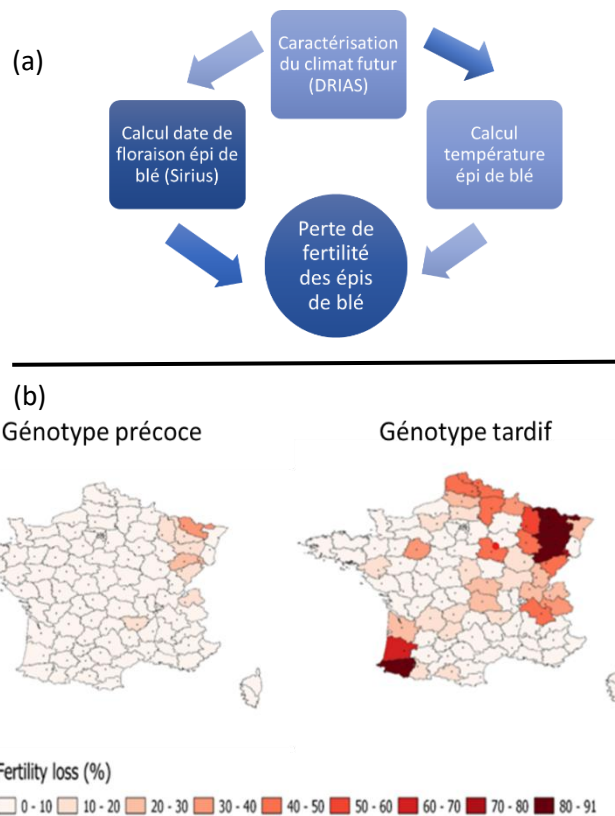 (a)
Caractérisation
du climat futur
(DRIAS)
Calcul date de
floraison épi de
blé (Sirius)
Calcul
température
épi de blé
Perte de
fertilité
des épis
de blé
(b)
Génotype précoce
Génotype tardif
Fertility loss (%)
0 - 10 10 - 20 20 - 30 30 - 40 40 - 50 50 - 60 60 - 70 70 - 80 80 - 91